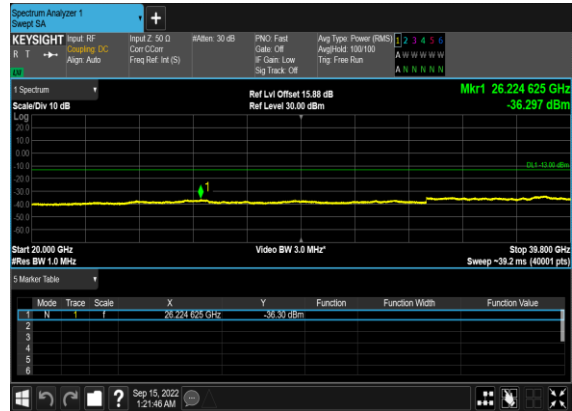 Spectrum Analyzer 1
Swept SA
+
KEYSIGHT Input: RF Input Z: 50 Ω #Atten: 30 dB PNO: Fast Avg Type: Power (RMS) 1 2 3 4 5 6
R T Coupling: DC Corr CCorr Gate: Off Avg|Hold: 100/100 A W W W W W
Align: Auto Freq Ref: Int (S) IF Gain: Low Trig: Free Run
Sig Track: Off A N N N N N
1 Spectrum Ref Lvl Offset 15.88 dB Mkr1 26.224 625 GHz
Scale/Div 10 dB Ref Level 30.00 dBm -36.297 dBm
Log
20.0
10.0
0.00
-10.0
DL1 -13.00 dBm
-20.0
-30.0
1
-40.0
-50.0
-60.0
Start 20.000 GHz Video BW 3.0 MHz* Stop 39.800 GHz
#Res BW 1.0 MHz Sweep ~39.2 ms (40001 pts)
5 Marker Table
Mode Trace Scale X Y Function Function Width Function Value
1 N 1 f 26.224 625 GHz -36.30 dBm
2
3
4
5
6
? Sep 15, 2022
1:21:46 AM